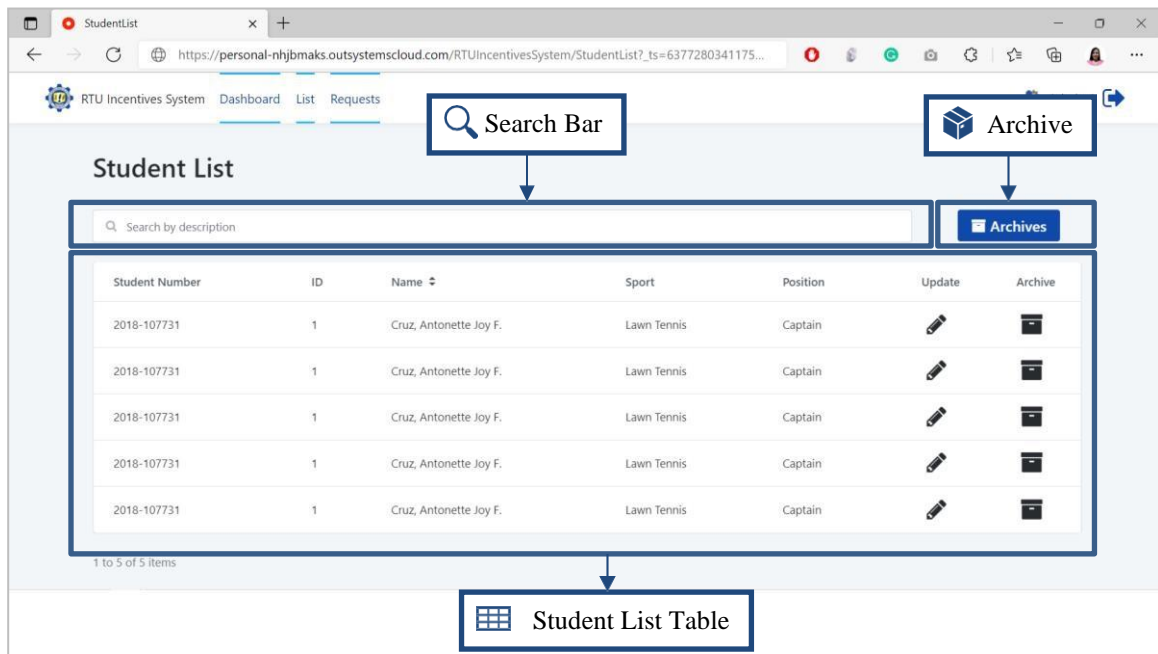 StudentList
https://personal-nhjbmaks.outsystemscloud.com/RTUIncentivesSystem/StudentList?_ts=6377280341175...
RTU Incentives System Dashboard List Requests
Search Bar
Archive
Student List
Search by description
Archives
Student Number ID Name Sport Position Update Archive
2018-107731 1 Cruz, Antonette Joy F. Lawn Tennis Captain
2018-107731 1 Cruz, Antonette Joy F. Lawn Tennis Captain
2018-107731 1 Cruz, Antonette Joy F. Lawn Tennis Captain
2018-107731 1 Cruz, Antonette Joy F. Lawn Tennis Captain
2018-107731 1 Cruz, Antonette Joy F. Lawn Tennis Captain
1 to 5 of 5 items
Student List Table